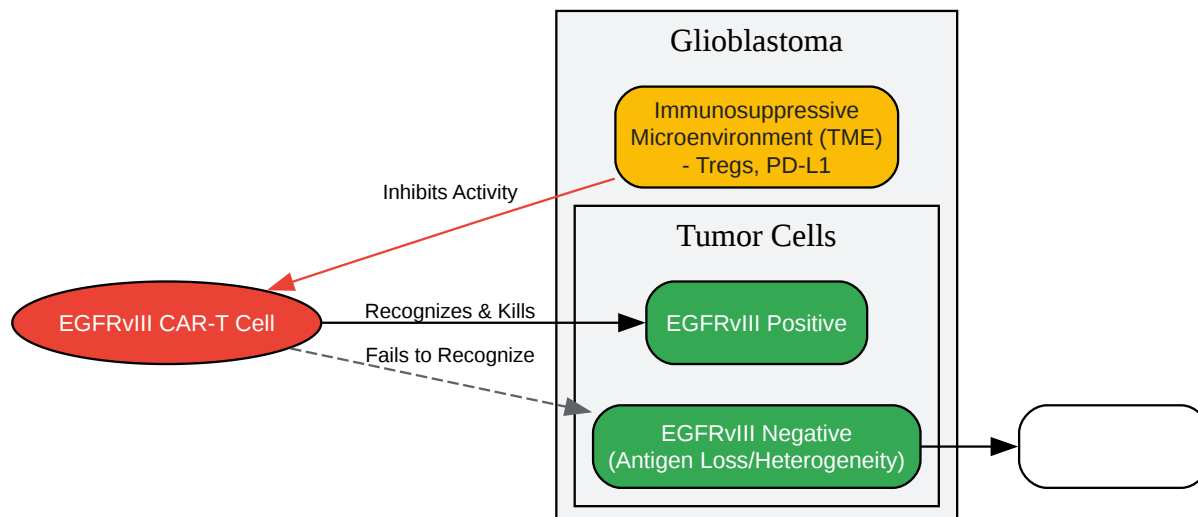 Glioblastoma
Immunosuppressive
Microenvironment (TME)
- Tregs, PD-L1
Inhibits Activity
Tumor Cells
EGFRvIII CAR-T Cell
Recognizes & Kills
EGFRvIII Positive
Fails to Recognize
EGFRvIII Negative
(Antigen Loss/Heterogeneity)